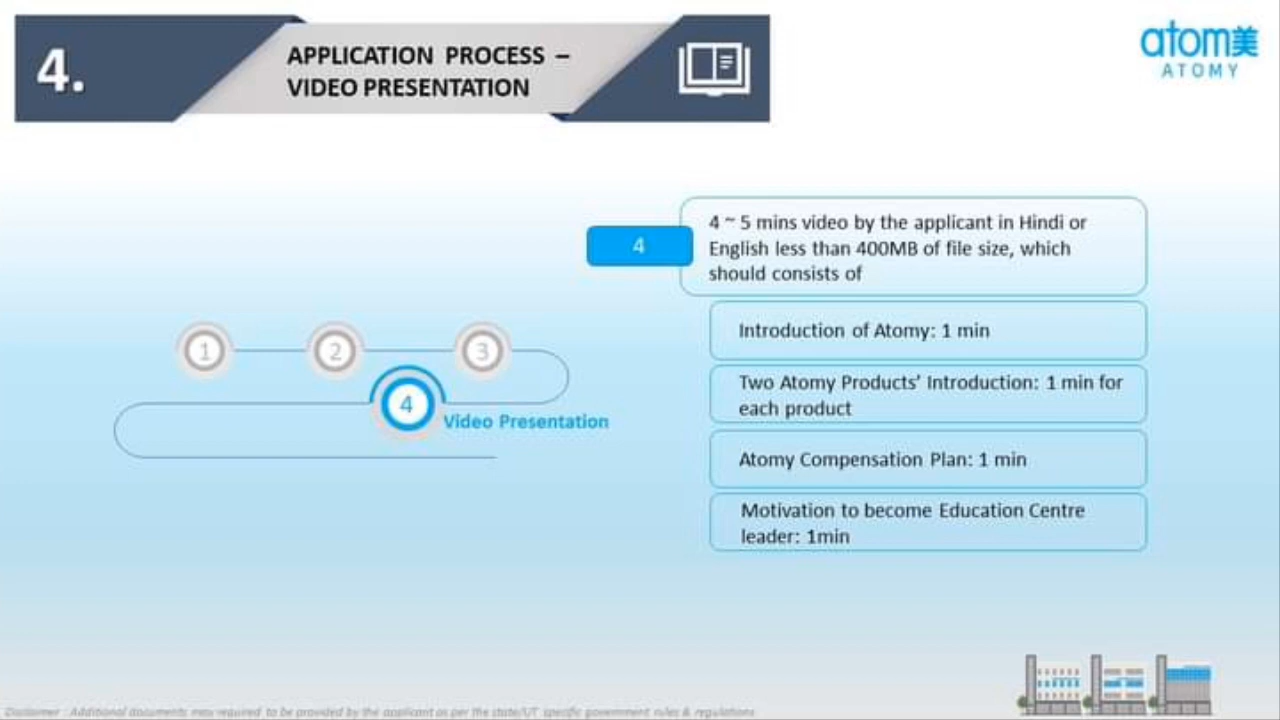 4.
APPLICATION PROCESS –
VIDEO PRESENTATION
atom美
ATOMY
4
4 ~ 5 mins video by the applicant in Hindi or
English less than 400MB of file size, which
should consists of
Introduction of Atomy: 1 min
Two Atomy Products’ Introduction: 1 min for
each product
Atomy Compensation Plan: 1 min
Motivation to become Education Centre
leader: 1min
1
2
3
4
Video Presentation
Disclaimer : Additional documents may required to be provided by the applicant as per the state/UT specific government rules & regulations